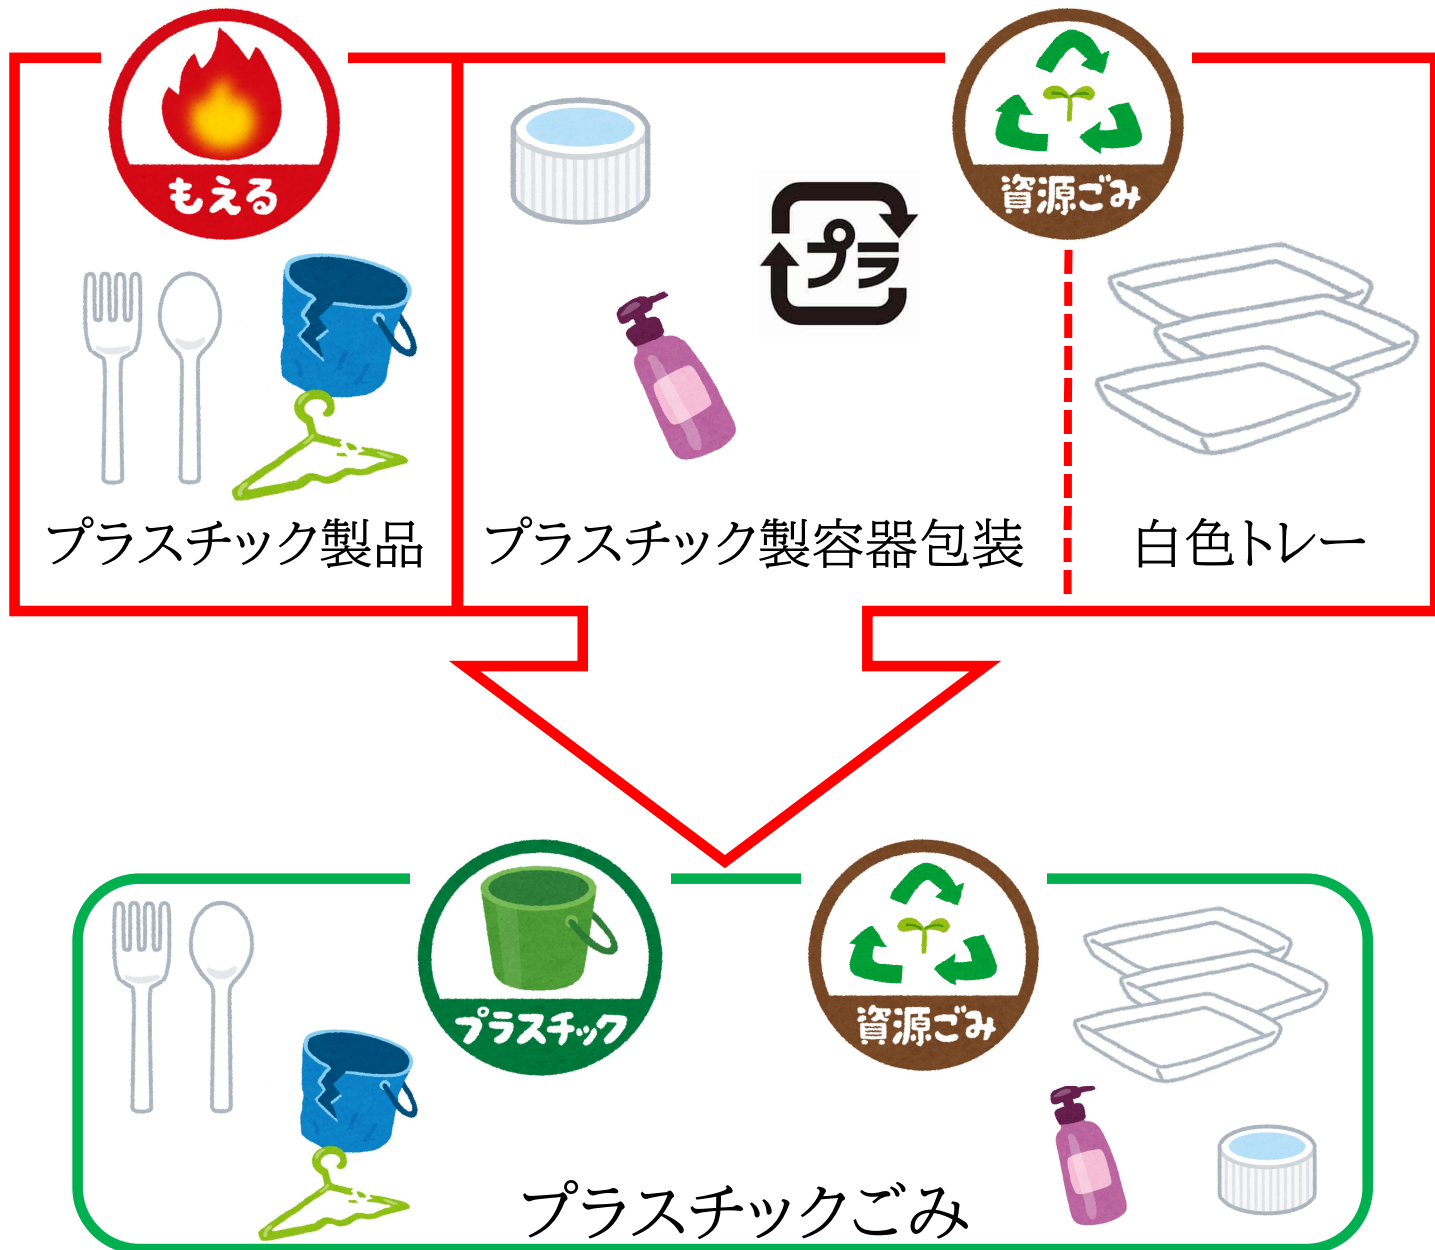 もえる
資源ごみ
プラ
プラスチック製品
プラスチック製容器包装
白色トレー
プラスチック
資源ごみ
プラスチックごみ